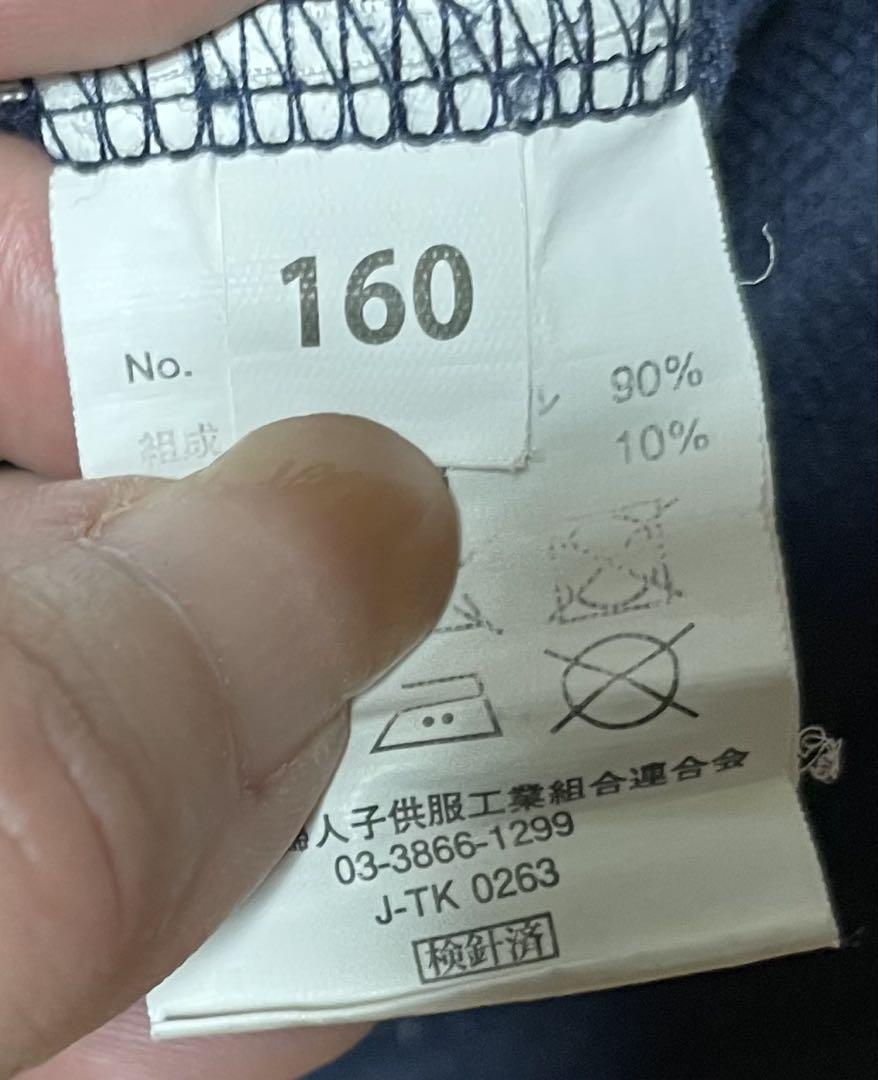 160
No.
組成
90%
10%
人子供服工業組合連合会
03-3866-1299
J-TK 0263
検針済